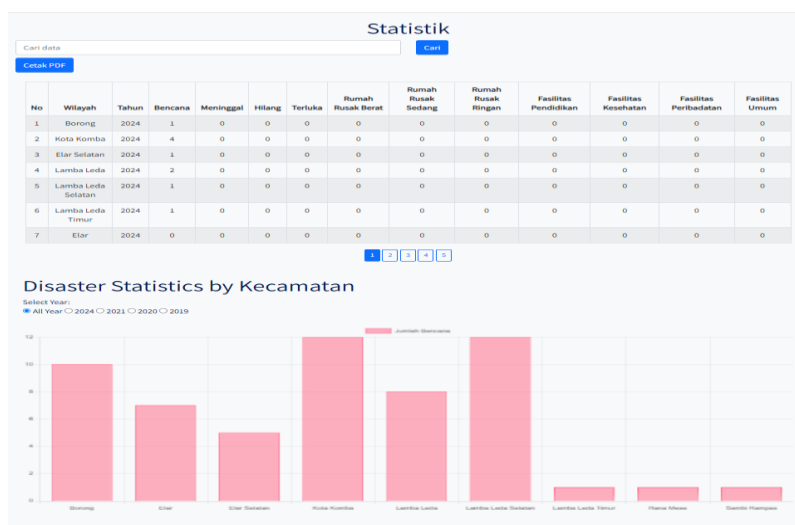 Statistik
Cari data
Cari
Cetak PDF
No Wilayah Tahun Bencana Meninggal Hilang Terluka Rumah Rusak Berat Rumah Rusak Sedang Rumah Rusak Ringan Fasilitas Pendidikan Fasilitas Kesehatan Fasilitas Peribadatan Fasilitas Umum
1 Borong 2024 1 0 0 0 0 0 0 0 0 0 0
2 Kota Komba 2024 4 0 0 0 0 0 0 0 0 0 0
3 Elar Selatan 2024 1 0 0 0 0 0 0 0 0 0 0
4 Lamba Leda 2024 2 0 0 0 0 0 0 0 0 0 0
5 Lamba Leda Selatan 2024 1 0 0 0 0 0 0 0 0 0 0
6 Lamba Leda Timur 2024 1 0 0 0 0 0 0 0 0 0 0
7 Elar 2024 0 0 0 0 0 0 0 0 0 0 0
1 2 3 4 5
Disaster Statistics by Kecamatan
Select Year:
All Year 2024 2021 2020 2019
Jumlah Bencana
12
10
8
6
4
2
0
Borong Elar Elar Selatan Kota Komba Lamba Leda Lamba Leda Selatan Lamba Leda Timur Rana Mese Sambi Rampas